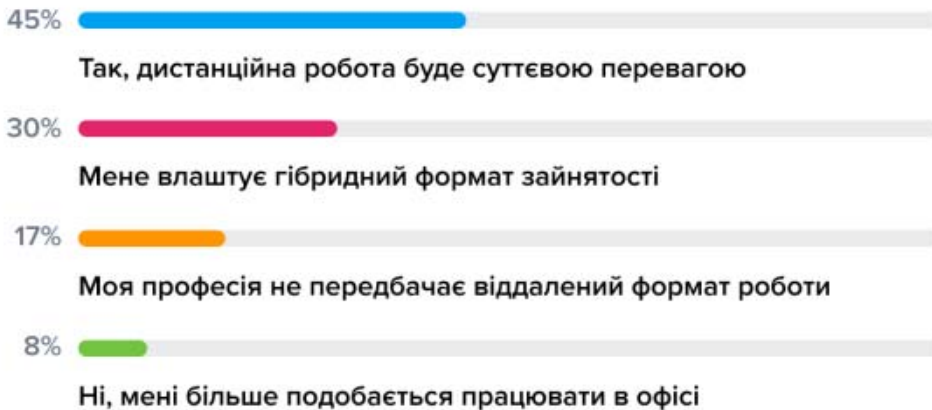 45%
Так, дистанційна робота буде суттєвою перевагою
30%
Мене влаштує гібридний формат зайнятості
17%
Моя професія не передбачає віддалений формат роботи
8%
Ні, мені більше подобається працювати в офісі